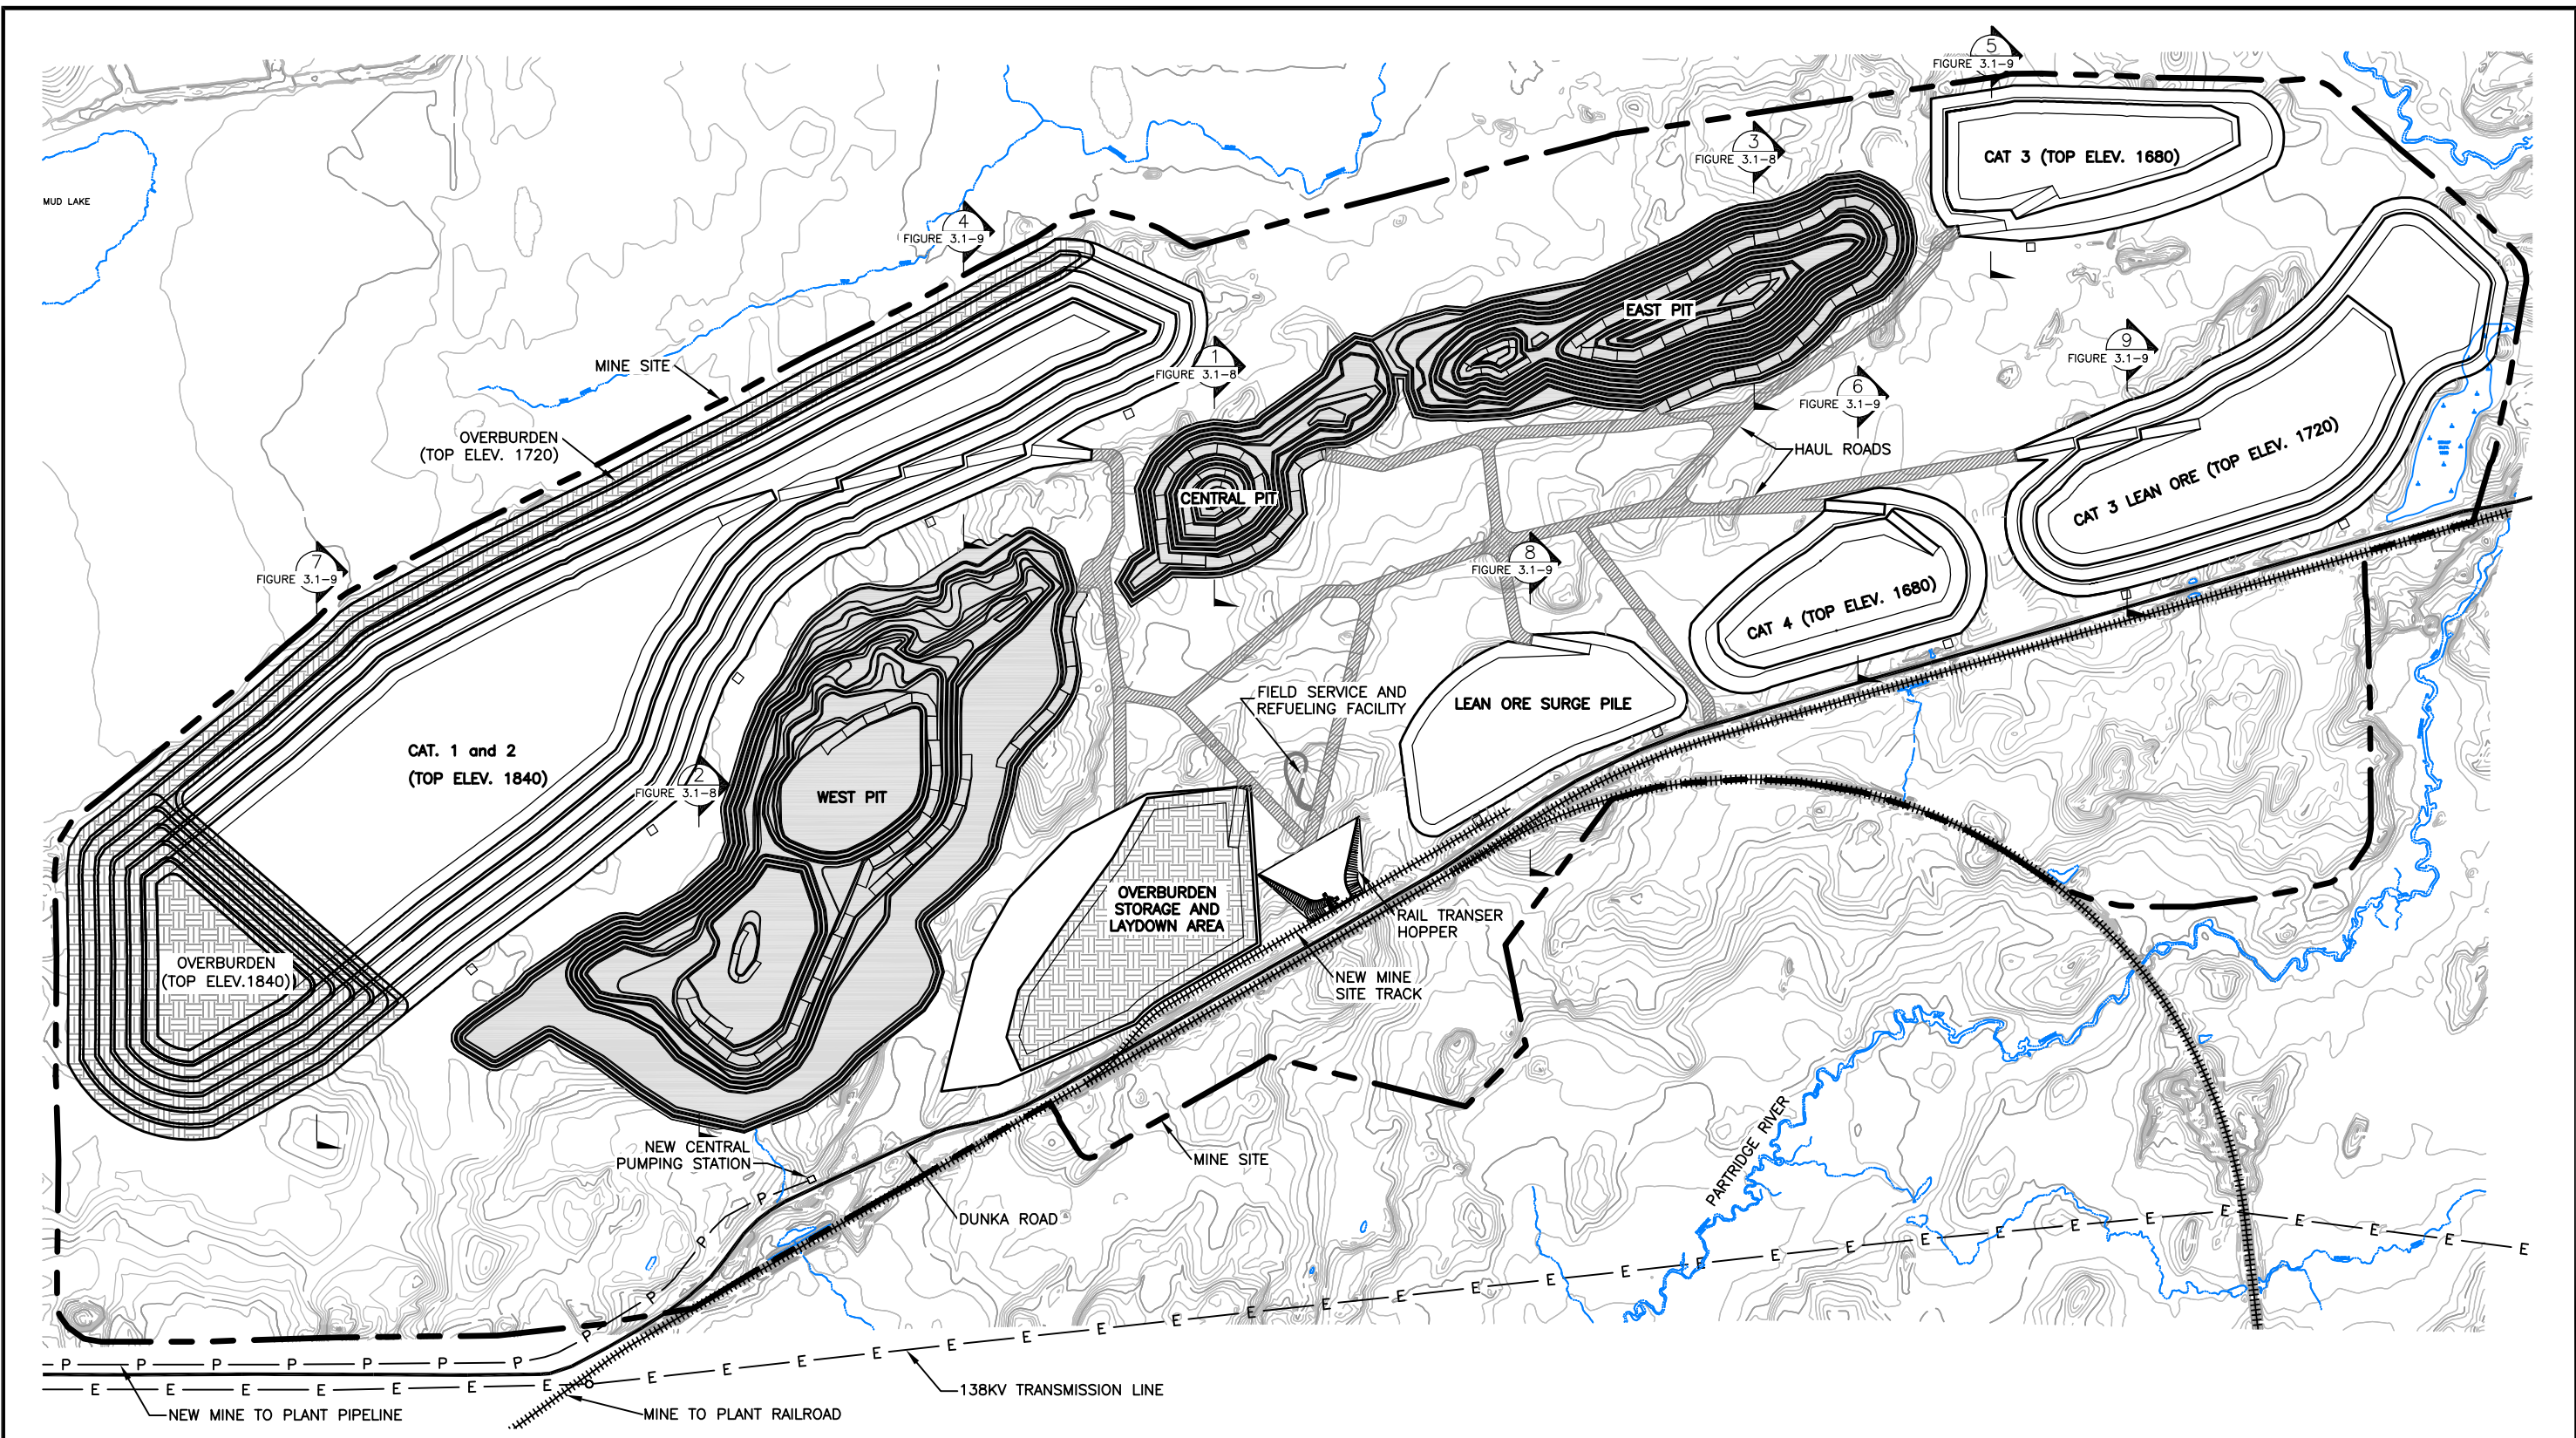 5
FIGURE 3.1-9
3
FIGURE 3.1-8
CAT 3 (TOP ELEV. 1680)
MUD LAKE
4
FIGURE 3.1-9
EAST PIT
MINE SITE
1
FIGURE 3.1-8
9
FIGURE 3.1-9
6
FIGURE 3.1-9
OVERBURDEN
(TOP ELEV. 1720)
HAUL ROADS
CAT 3 LEAN ORE (TOP ELEV. 1720)
CENTRAL PIT
7
FIGURE 3.1-9
8
FIGURE 3.1-9
CAT 4 (TOP ELEV. 1680)
FIELD SERVICE AND
REFUELING FACILITY
LEAN ORE SURGE PILE
CAT. 1 and 2
(TOP ELEV. 1840)
2
FIGURE 3.1-8
WEST PIT
OVERBURDEN
STORAGE AND
LAYDOWN AREA
RAIL TRANSER
HOPPER
OVERBURDEN
(TOP ELEV.1840)
NEW MINE
SITE TRACK
NEW CENTRAL
PUMPING STATION
MINE SITE
PARTRIDGE RIVER
DUNKA ROAD
P P P P
E E E E E E E E E E E E E E E E E
P P P P P P P
E E E E E E E
138KV TRANSMISSION LINE
NEW MINE TO PLANT PIPELINE
MINE TO PLANT RAILROAD